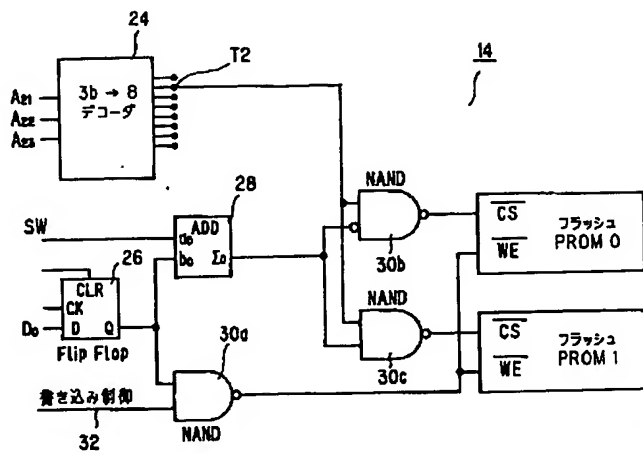 24
T2
14
3b → 8
デコーダ
A21
A22
A23
SW
28
ADD
a0
b0
Σ0
26
CLR
CK
D0
D
Q
Flip Flop
書き込み制御
32
30a
NAND
NAND
30b
NAND
30c
CS
WE
フラッシュ
PROM 0
CS
WE
フラッシュ
PROM 1